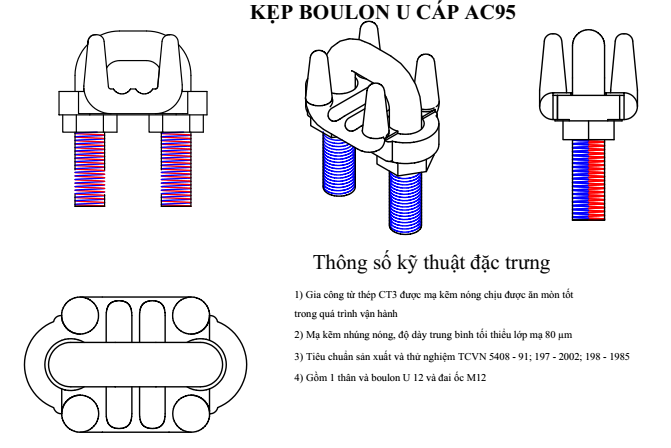 KẸP BOULON U CÁP AC95
Thông số kỹ thuật đặc trưng
1) Gia công từ thép CT3 được mạ kẽm nóng chịu được ăn mòn tốt
trong quá trình vận hành
2) Mạ kẽm nhúng nóng, độ dày trung bình tối thiểu lớp mạ 80 μm
3) Tiêu chuẩn sản xuất và thử nghiệm TCVN 5408 - 91; 197 - 2002; 198 - 1985
4) Gồm 1 thân và boulon U 12 và đai ốc M12